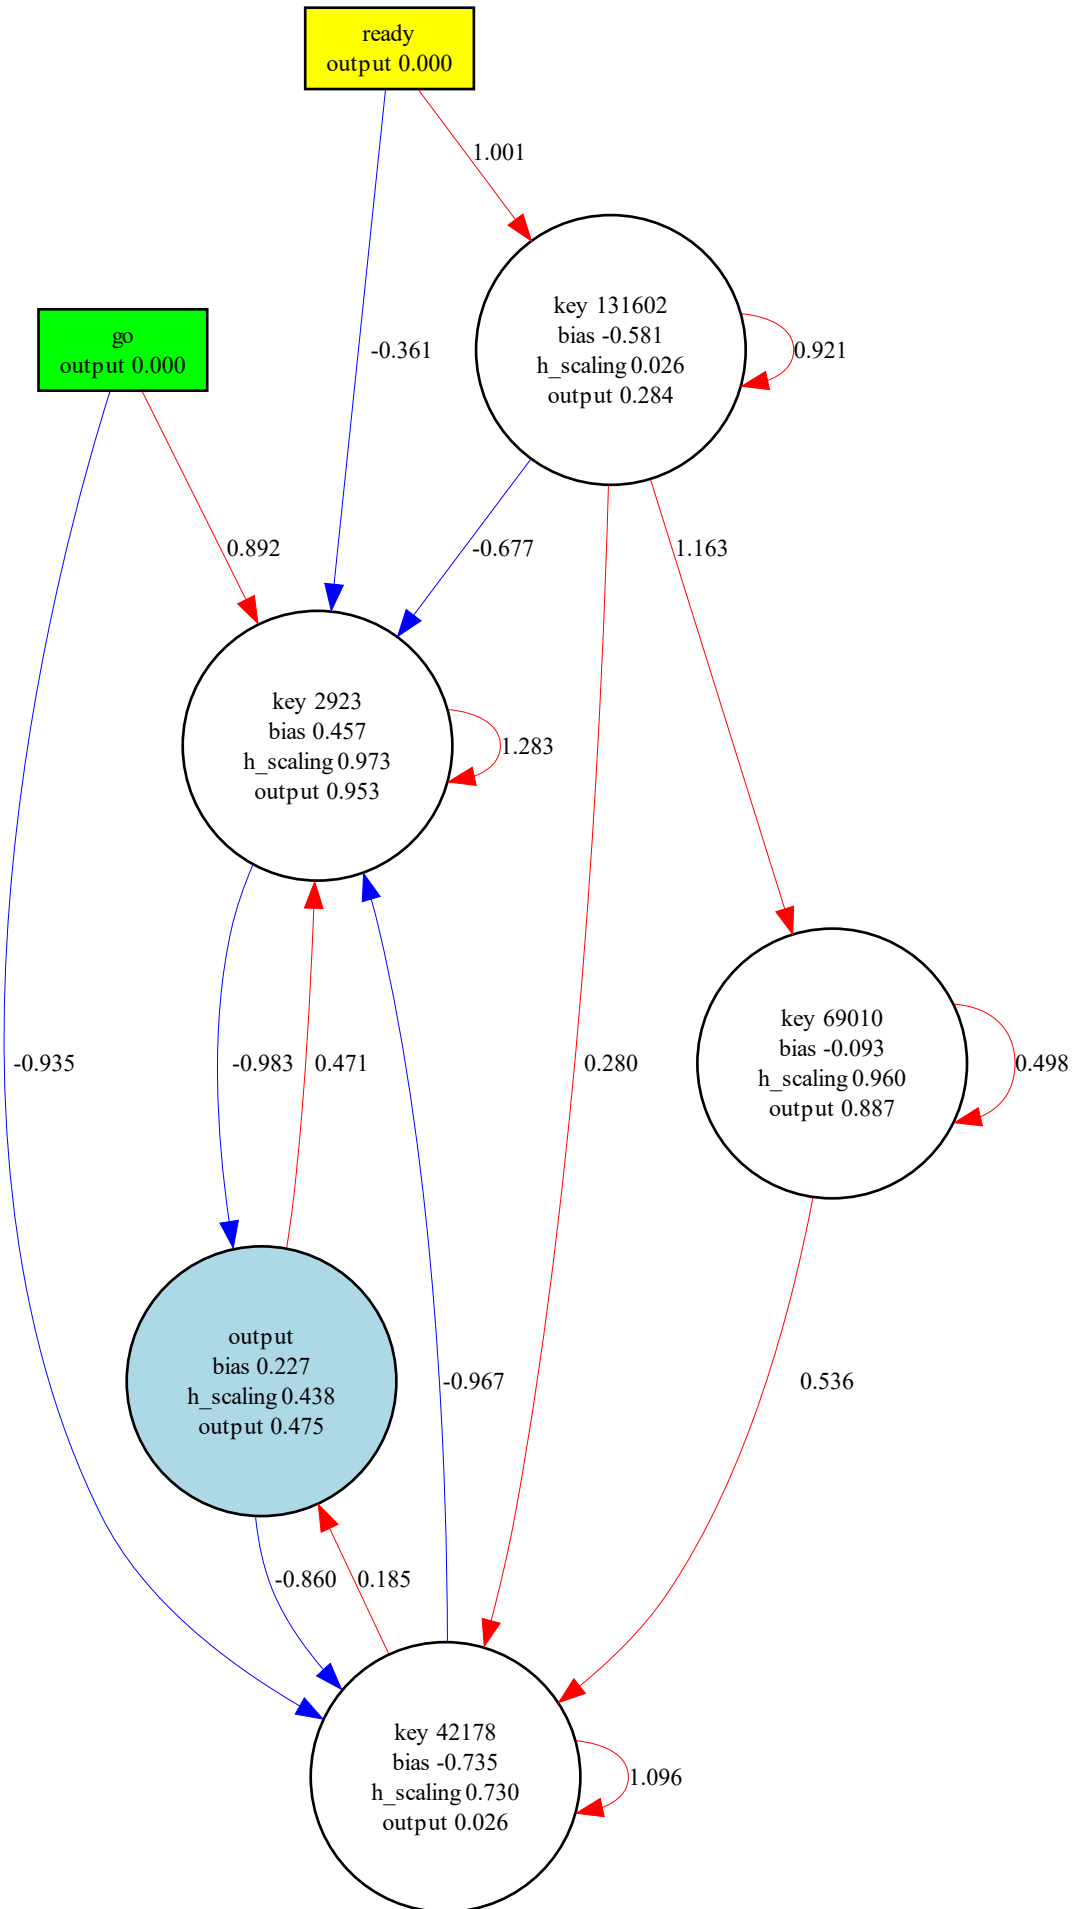 ready
output 0.000
1.001
key 131602
bias -0.581
h_scaling 0.026
output 0.284
0.921
go
output 0.000
-0.361
0.892
-0.677
1.163
key 2923
bias 0.457
h_scaling 0.973
output 0.953
1.283
key 69010
bias -0.093
h_scaling 0.960
output 0.887
0.498
-0.935
-0.983
0.471
0.280
output
bias 0.227
h_scaling 0.438
output 0.475
-0.967
0.536
-0.860
0.185
key 42178
bias -0.735
h_scaling 0.730
output 0.026
1.096